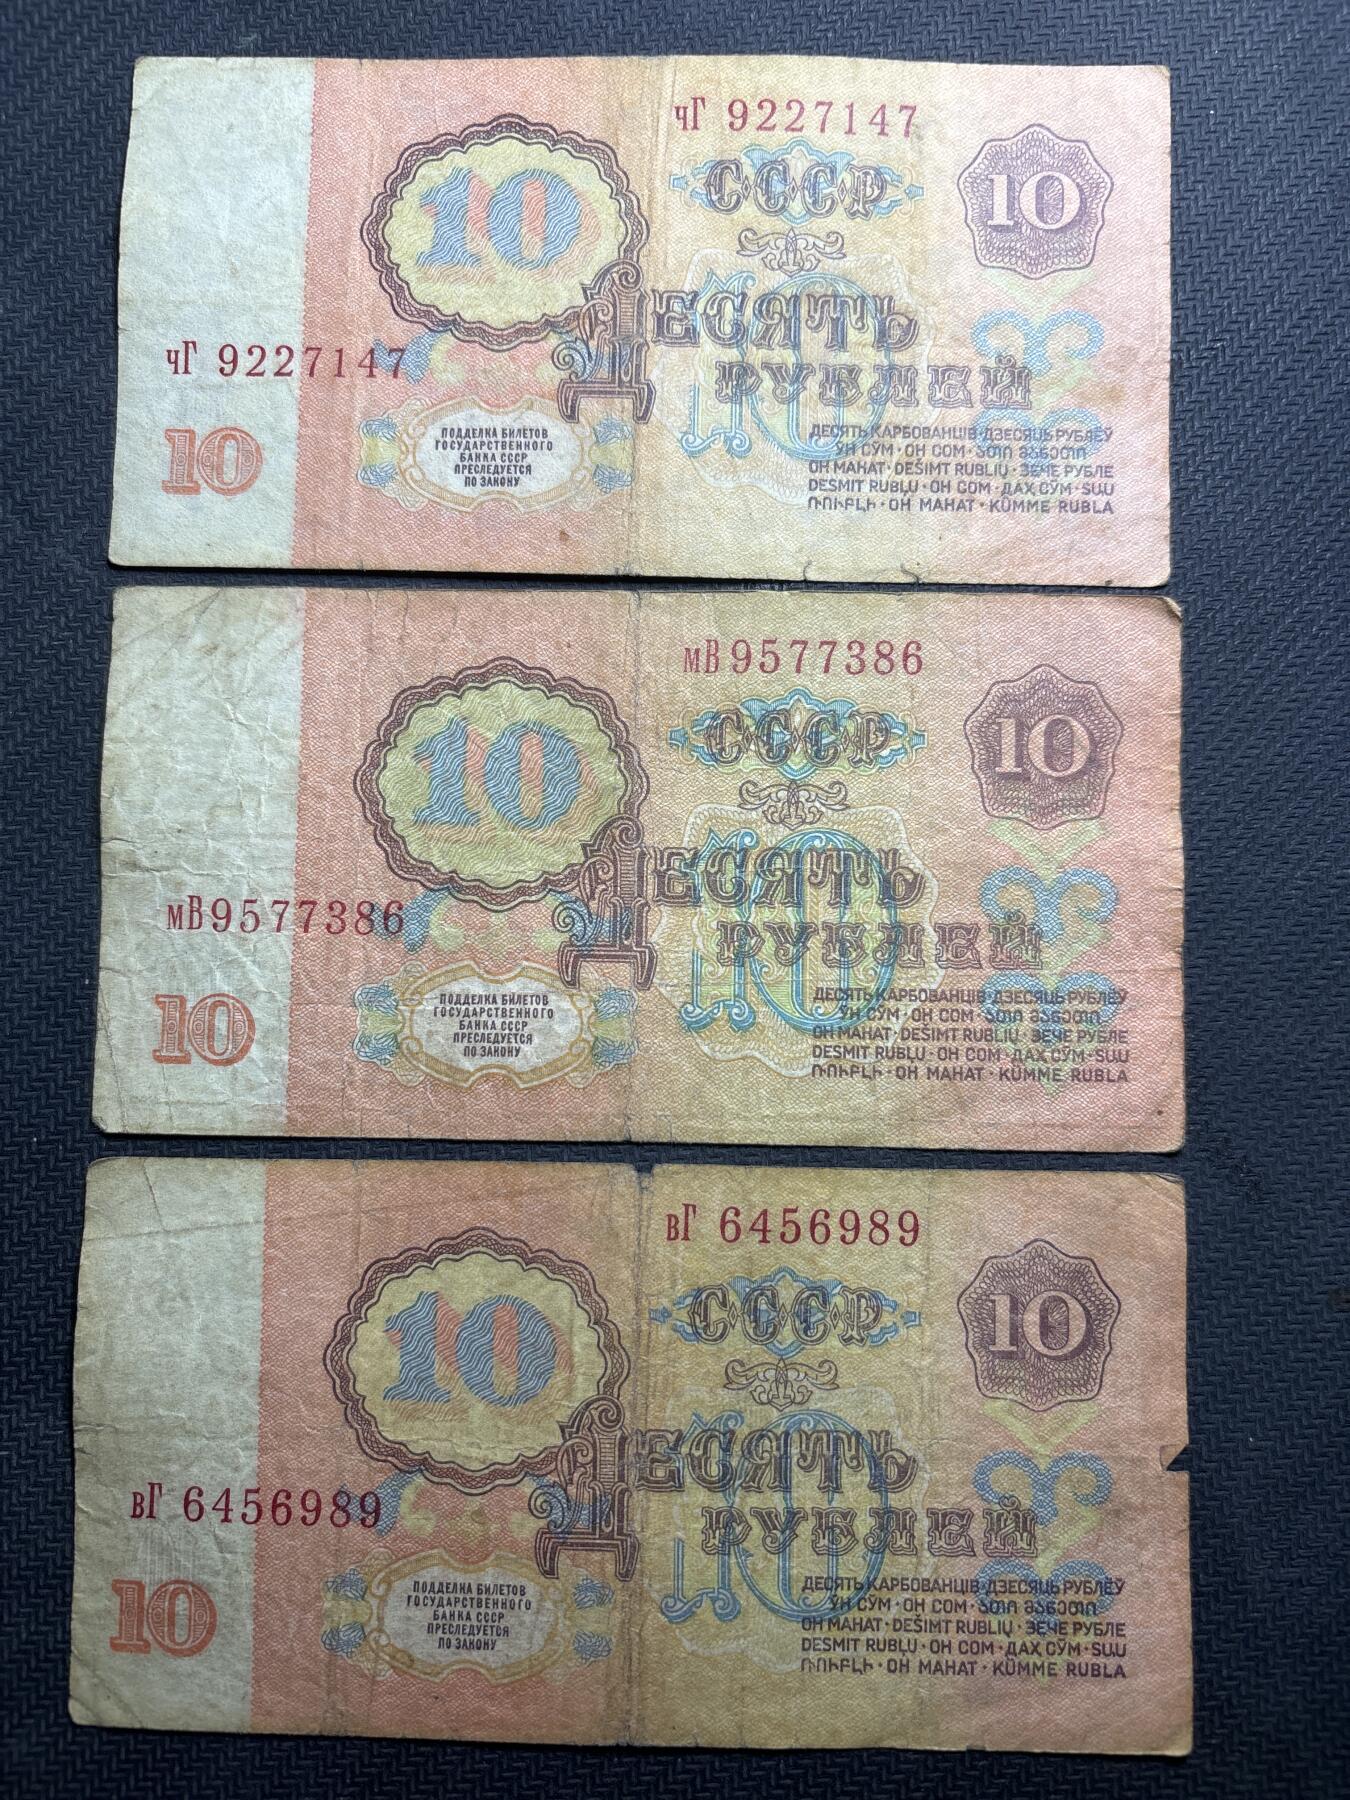 чГ 9227147
10
СССР
10
ДЕСЯТЬ
РУБЛЕЙ
10
чГ 9227147
10
ПОДДЕЛКА БИЛЕТОВ
ГОСУДАРСТВЕННОГО
БАНКА СССР
ПРЕСЛЕДУЕТСЯ
ПО ЗАКОНУ
ДЕСЯТЬ КАРБОВАНЦІВ·ДЗЕСЯЦЬ РУБЛЁЎ
ЎН СЎМ·ОН СОМ·ᲐᲗᲘ ᲛᲐᲜᲔᲗᲘ
ОН МАНАТ·DEŠIMT RUBLIŲ·ЗЕЧЕ РУБЛЕ
DESMIT RUBĻU·ОН СОМ·ДАҲ СӮМ·ՏԱՍ
ՌՈՒԲԼԻ·ОН МАНАТ·KÜMME RUBLA
мВ 9577386
10
СССР
10
ДЕСЯТЬ
РУБЛЕЙ
10
мВ 9577386
10
ПОДДЕЛКА БИЛЕТОВ
ГОСУДАРСТВЕННОГО
БАНКА СССР
ПРЕСЛЕДУЕТСЯ
ПО ЗАКОНУ
ДЕСЯТЬ КАРБОВАНЦІВ·ДЗЕСЯЦЬ РУБЛЁЎ
ЎН СЎМ·ОН СОМ·ᲐᲗᲘ ᲛᲐᲜᲔᲗᲘ
ОН МАНАТ·DEŠIMT RUBLIŲ·ЗЕЧЕ РУБЛЕ
DESMIT RUBĻU·ОН СОМ·ДАҲ СӮМ·ՏԱՍ
ՌՈՒԲԼԻ·ОН МАНАТ·KÜMME RUBLA
вГ 6456989
10
СССР
10
ДЕСЯТЬ
РУБЛЕЙ
10
вГ 6456989
10
ПОДДЕЛКА БИЛЕТОВ
ГОСУДАРСТВЕННОГО
БАНКА СССР
ПРЕСЛЕДУЕТСЯ
ПО ЗАКОНУ
ДЕСЯТЬ КАРБОВАНЦІВ·ДЗЕСЯЦЬ РУБЛЁЎ
ЎН СЎМ·ОН СОМ·ᲐᲗᲘ ᲛᲐᲜᲔᲗᲘ
ОН МАНАТ·DEŠIMT RUBLIŲ·ЗЕЧЕ РУБЛЕ
DESMIT RUBĻU·ОН СОМ·ДАҲ СӮМ·ՏԱՍ
ՌՈՒԲԼԻ·ОН МАНАТ·KÜMME RUBLA